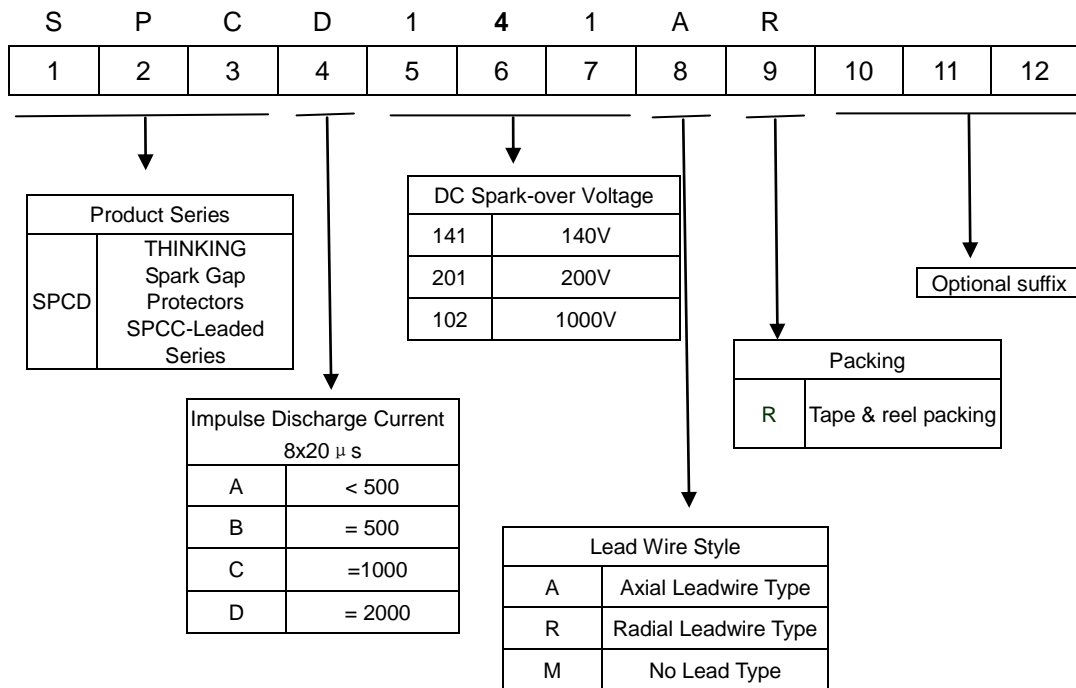 S P C D 1 4 1 A R
1 2 3 4 5 6 7 8 9 10 11 12
Product Series
SPCD
THINKING
Spark Gap
Protectors
SPCC-Leaded
Series
DC Spark-over Voltage
141 140V
201 200V
102 1000V
Optional suffix
Packing
R Tape & reel packing
Impulse Discharge Current
8x20 μ s
A < 500
B = 500
C =1000
D = 2000
Lead Wire Style
A Axial Leadwire Type
R Radial Leadwire Type
M No Lead Type